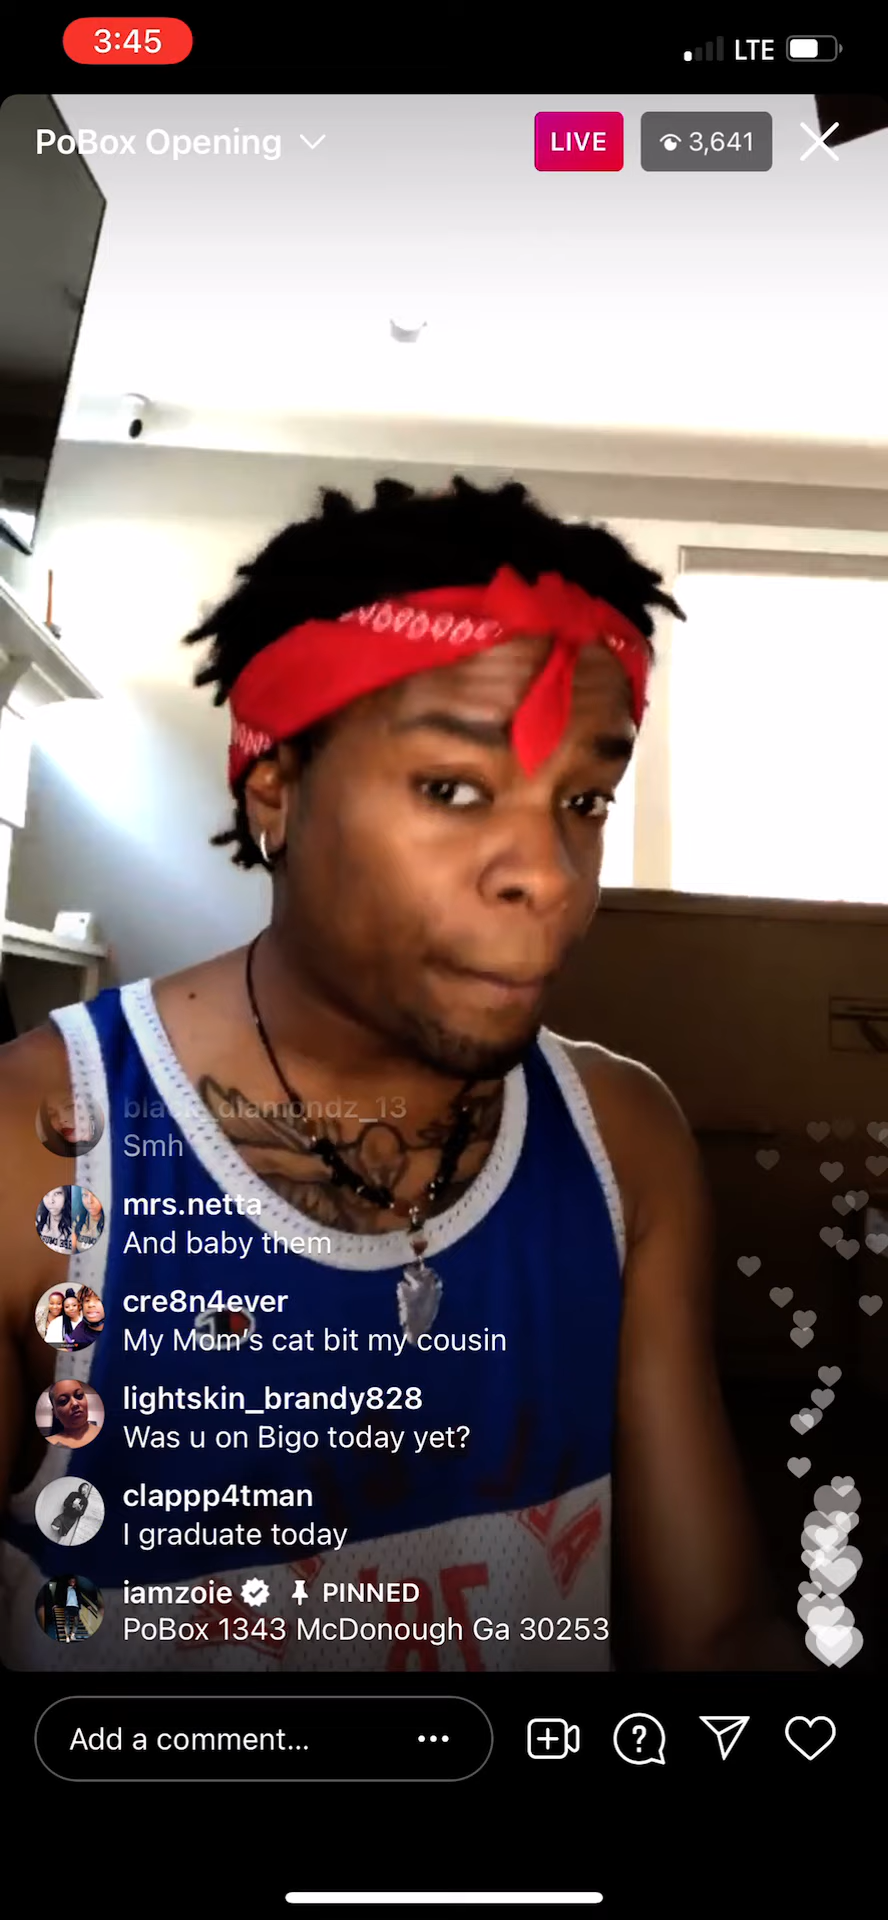 3:45
LTE
PoBox Opening
LIVE
3,641
black_diamondz_13
Smh
mrs.netta
And baby them
cre8n4ever
My Mom's cat bit my cousin
lightskin_brandy828
Was u on Bigo today yet?
clappp4tman
I graduate today
iamzoie PINNED
PoBox 1343 McDonough Ga 30253
Add a comment...